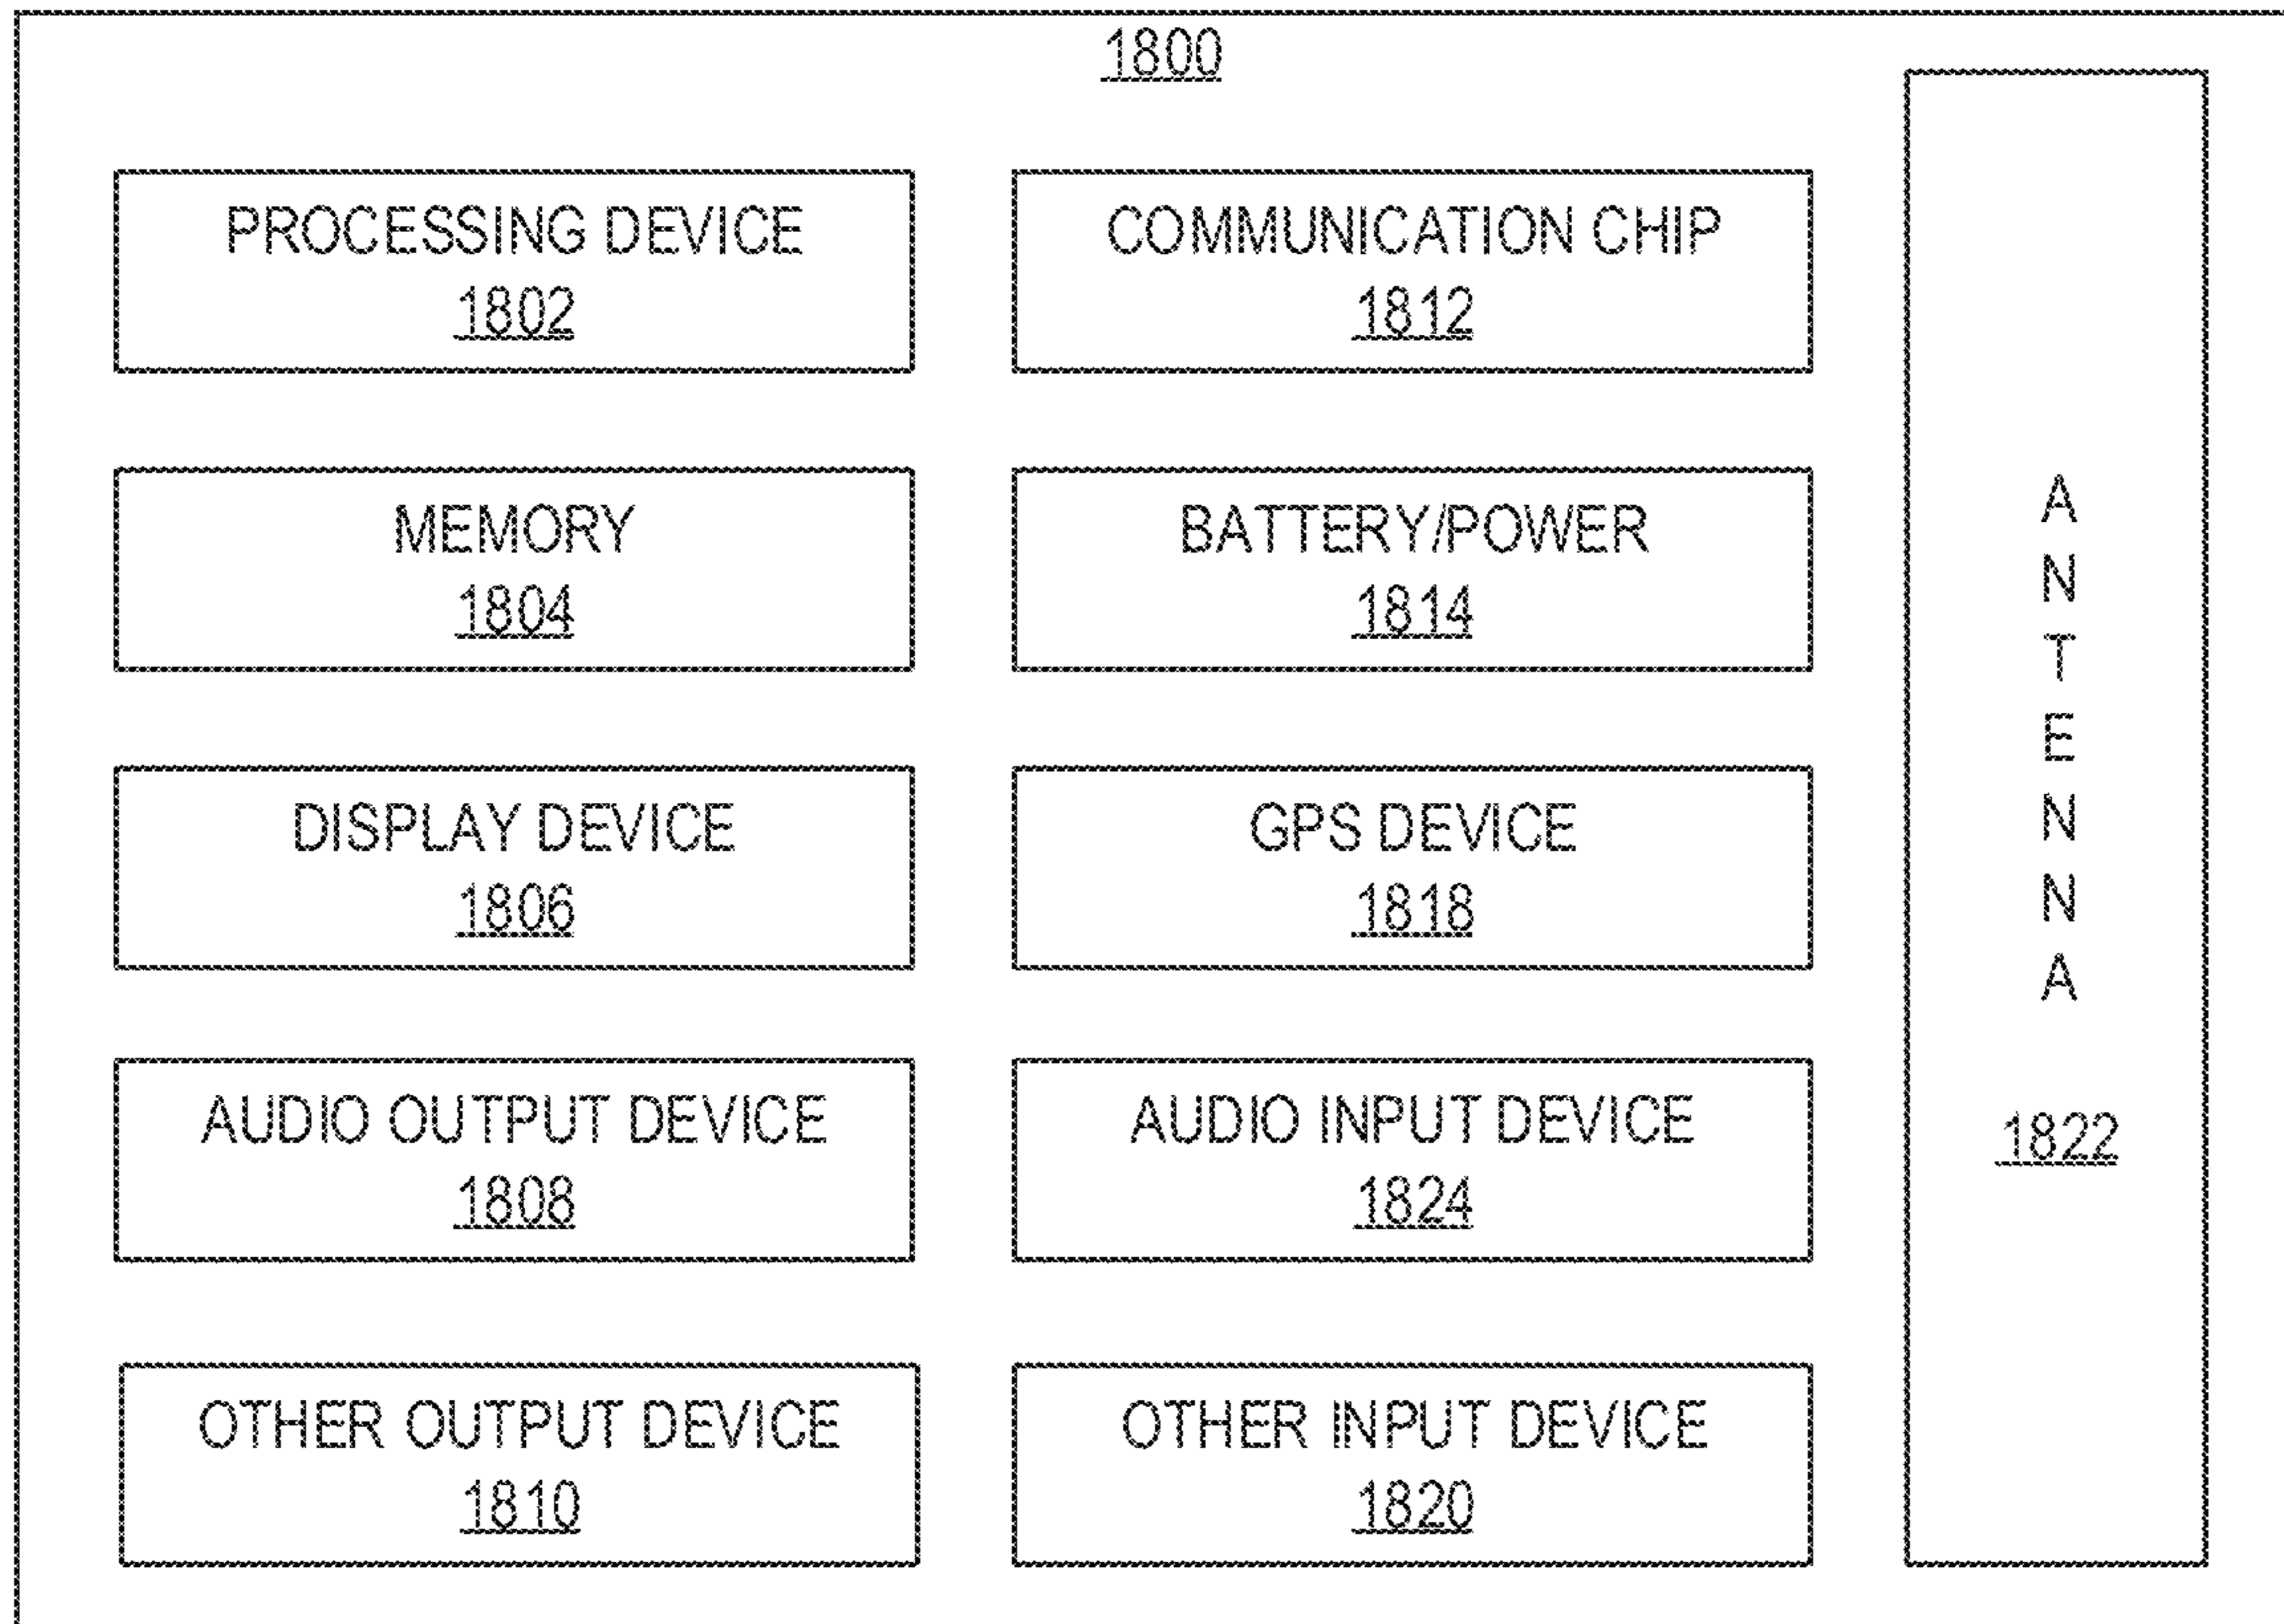 1800
PROCESSING DEVICE
1802
COMMUNICATION CHIP
1812
MEMORY
1804
BATTERY/POWER
1814
DISPLAY DEVICE
1806
GPS DEVICE
1818
AUDIO OUTPUT DEVICE
1808
AUDIO INPUT DEVICE
1824
OTHER OUTPUT DEVICE
1810
OTHER INPUT DEVICE
1820
A
N
T
E
N
N
A
1822